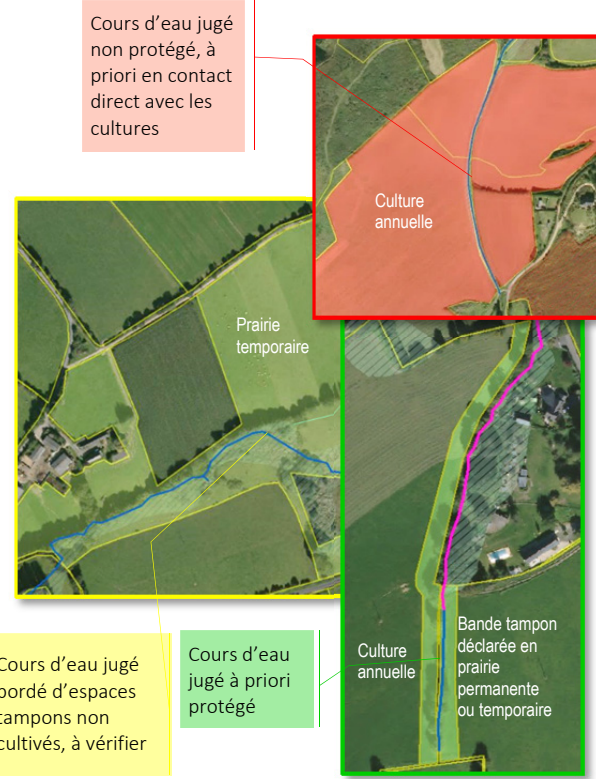 Cours d'eau jugé
non protégé, à
priori en contact
direct avec les
cultures
Culture
annuelle
Prairie
temporaire
Culture
annuelle
Bande tampon
déclarée en
prairie
permanente
ou temporaire
Cours d'eau
jugé à priori
protégé
Cours d'eau jugé
bordé d'espaces
tampons non
cultivés, à vérifier